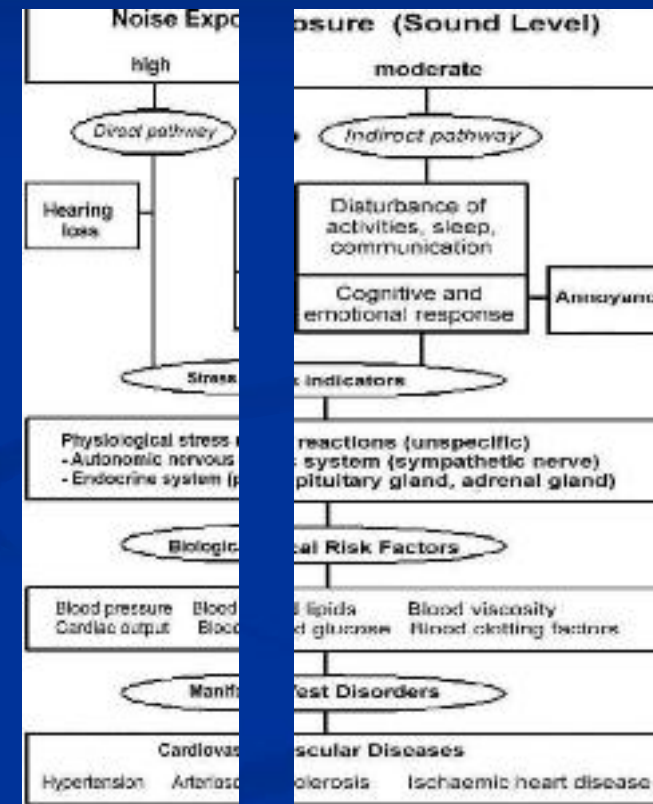 Noise Expo osure (Sound Level)
high moderate
Direct pathway Indirect pathway
Hearing
loss
Disturbance of
activities, sleep,
communication
Cognitive and
emotional response
Annoyanc
Stress Indicators
Physiological stress reactions (unspecific)
- Autonomic nervous s system (sympathetic nerve)
- Endocrine system (p pituitary gland, adrenal gland)
Biologic cal Risk Factors
Blood pressure Blood d lipids Blood viscosity
Cardiac output Blood d glucose Blood clotting factors
Manif est Disorders
Cardiovas scular Diseases
Hypertension Arteriosc clerosis Ischaemic heart disease